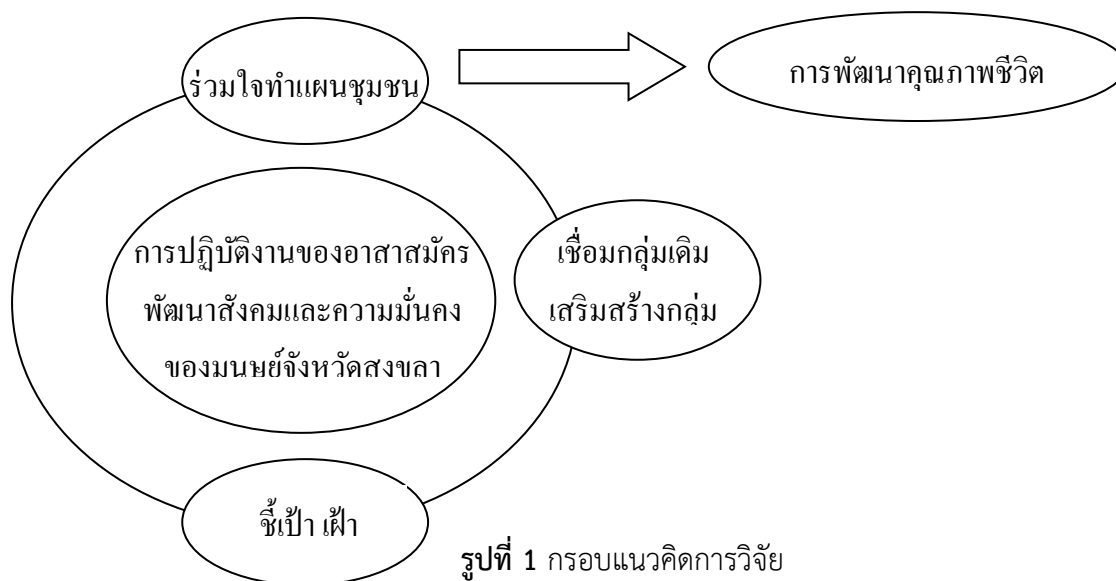 ร่วมใจทำแผนชุมชน
การพัฒนาคุณภาพชีวิต
การปฏิบัติงานของอาสาสมัคร
พัฒนาสังคมและความมั่นคง
ของมนษย์จังหวัดสงขลา
เชื่อมกลุ่มเดิม
เสริมสร้างกลุ่ม
ชี้เป้า เฝ้า
รูปที่ 1 กรอบแนวคิดการวิจัย